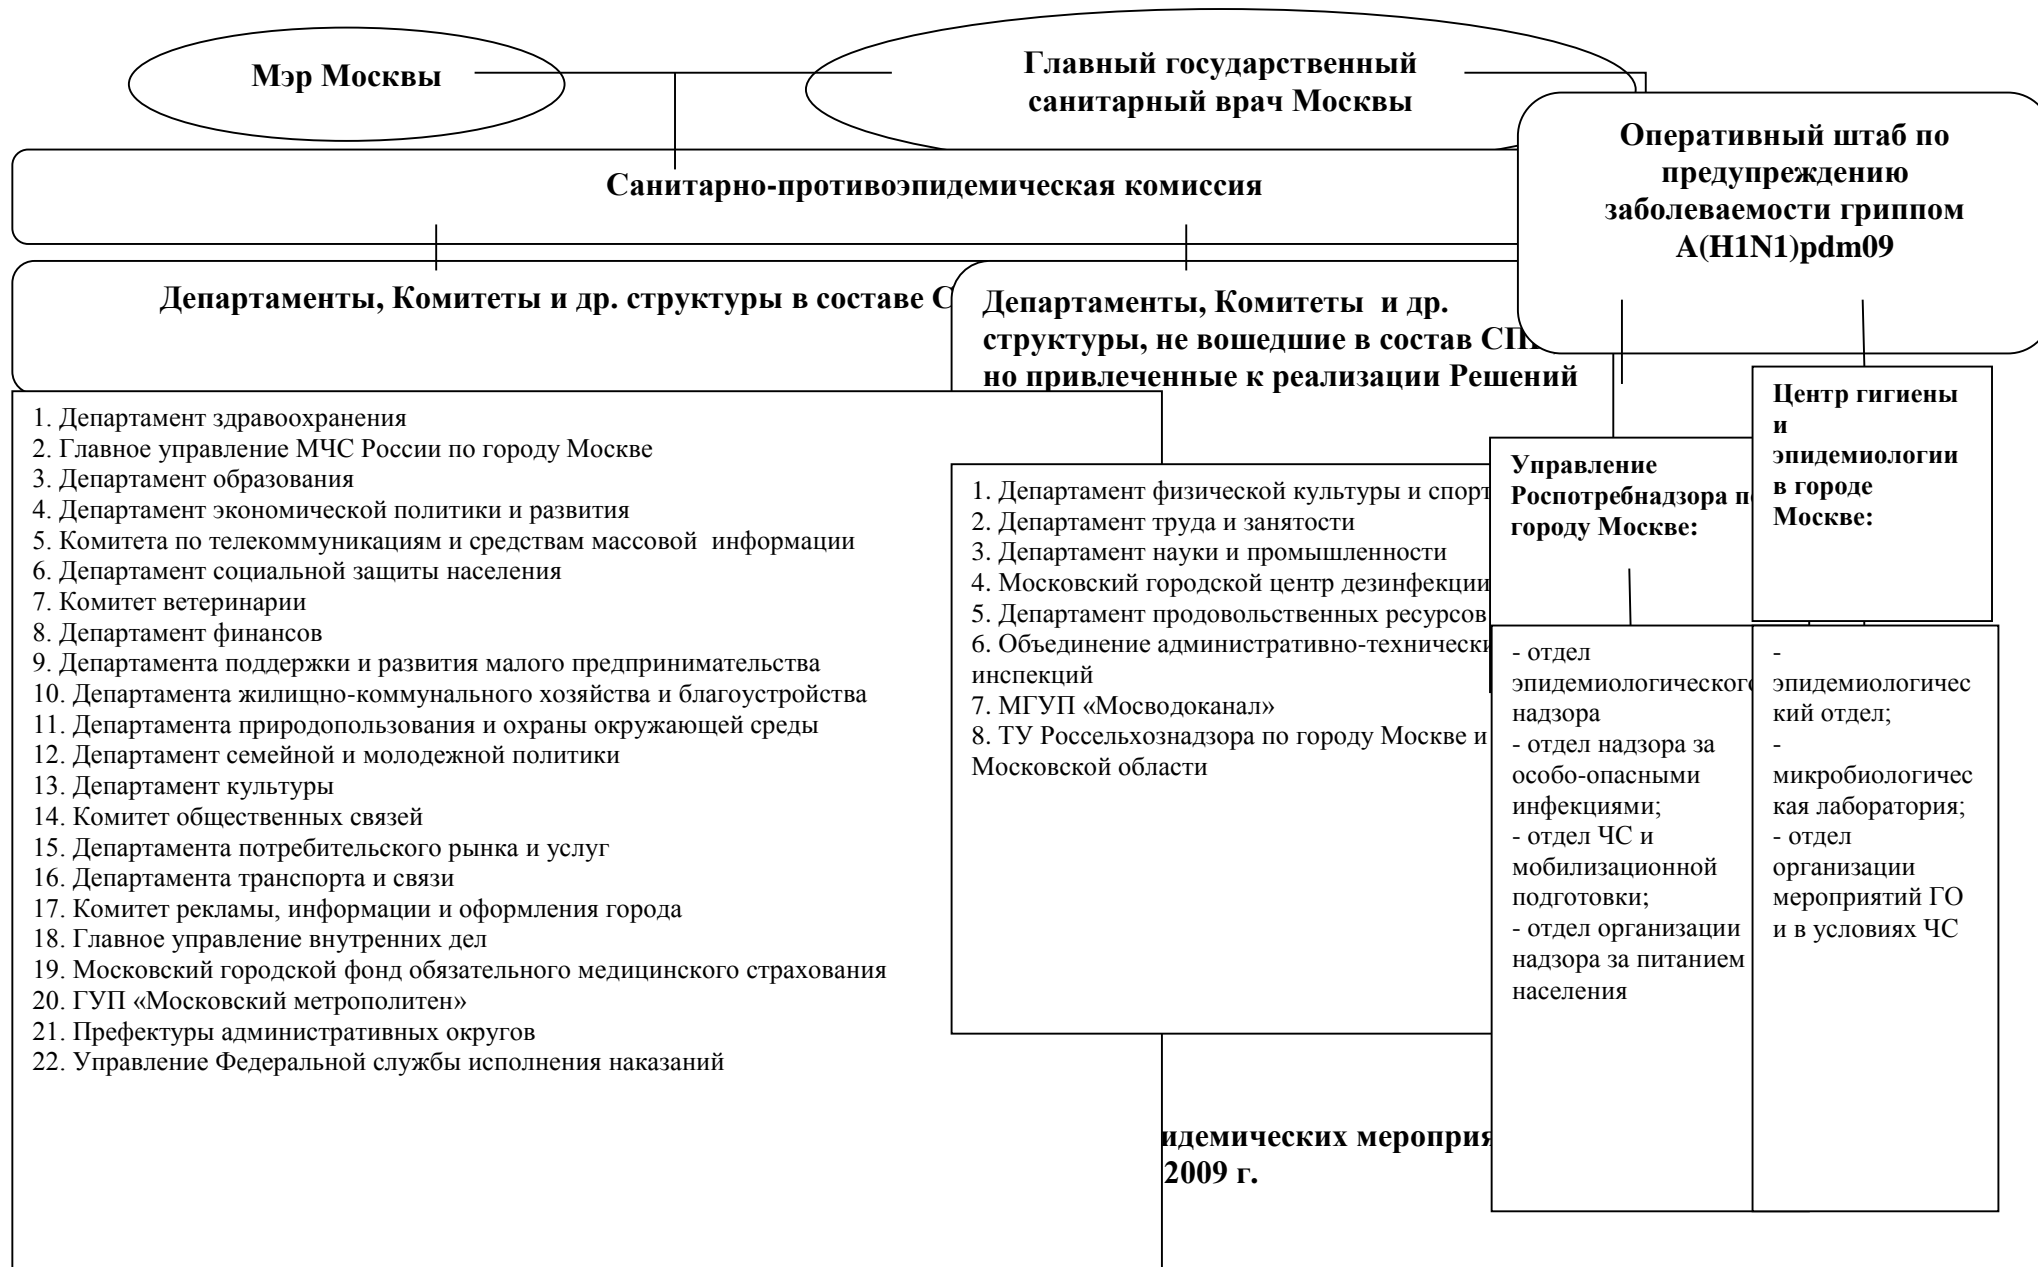 Мэр Москвы
Главный государственный
санитарный врач Москвы
Оперативный штаб по
предупреждению
заболеваемости гриппом
A(H1N1)pdm09
Санитарно-противоэпидемическая комиссия
Департаменты, Комитеты и др. структуры в составе
Департаменты, Комитеты и др.
структуры, не вошедшие в состав
но привлеченные к реализации Решений
1. Департамент здравоохранения
2. Главное управление МЧС России по городу Москве
3. Департамент образования
4. Департамент экономической политики и развития
5. Комитета по телекоммуникациям и средствам массовой информации
6. Департамент социальной защиты населения
7. Комитет ветеринарии
8. Департамент финансов
9. Департамента поддержки и развития малого предпринимательства
10. Департамента жилищно-коммунального хозяйства и благоустройства
11. Департамента природопользования и охраны окружающей среды
12. Департамент семейной и молодежной политики
13. Департамент культуры
14. Комитет общественных связей
15. Департамента потребительского рынка и услуг
16. Департамента транспорта и связи
17. Комитет рекламы, информации и оформления города
18. Главное управление внутренних дел
19. Московский городской фонд обязательного медицинского страхования
20. ГУП «Московский метрополитен»
21. Префектуры административных округов
22. Управление Федеральной службы исполнения наказаний
1. Департамент физической культуры и
2. Департамент труда и занятости
3. Департамент науки и промышленности
4. Московский городской центр дезинфекции
5. Департамент продовольственных ресурсов
6. Объединение
инспекций
7. МГУП «Мосводоканал»
8. ТУ Россельхознадзора по городу Москве и
Московской области
Управление
Роспотребнадзора
городу Москве:
- отдел
эпидемиологического
надзора
- отдел надзора за
особо-опасными
инфекциями;
- отдел ЧС и
мобилизационной
подготовки;
- отдел организации
надзора за питанием
населения
Центр гигиены
и
эпидемиологии
в городе
Москве:
-
эпидемиологичес
кий отдел;
-
микробиологичес
кая лаборатория;
- отдел
организации
мероприятий ГО
и в условиях ЧС
2009 г.